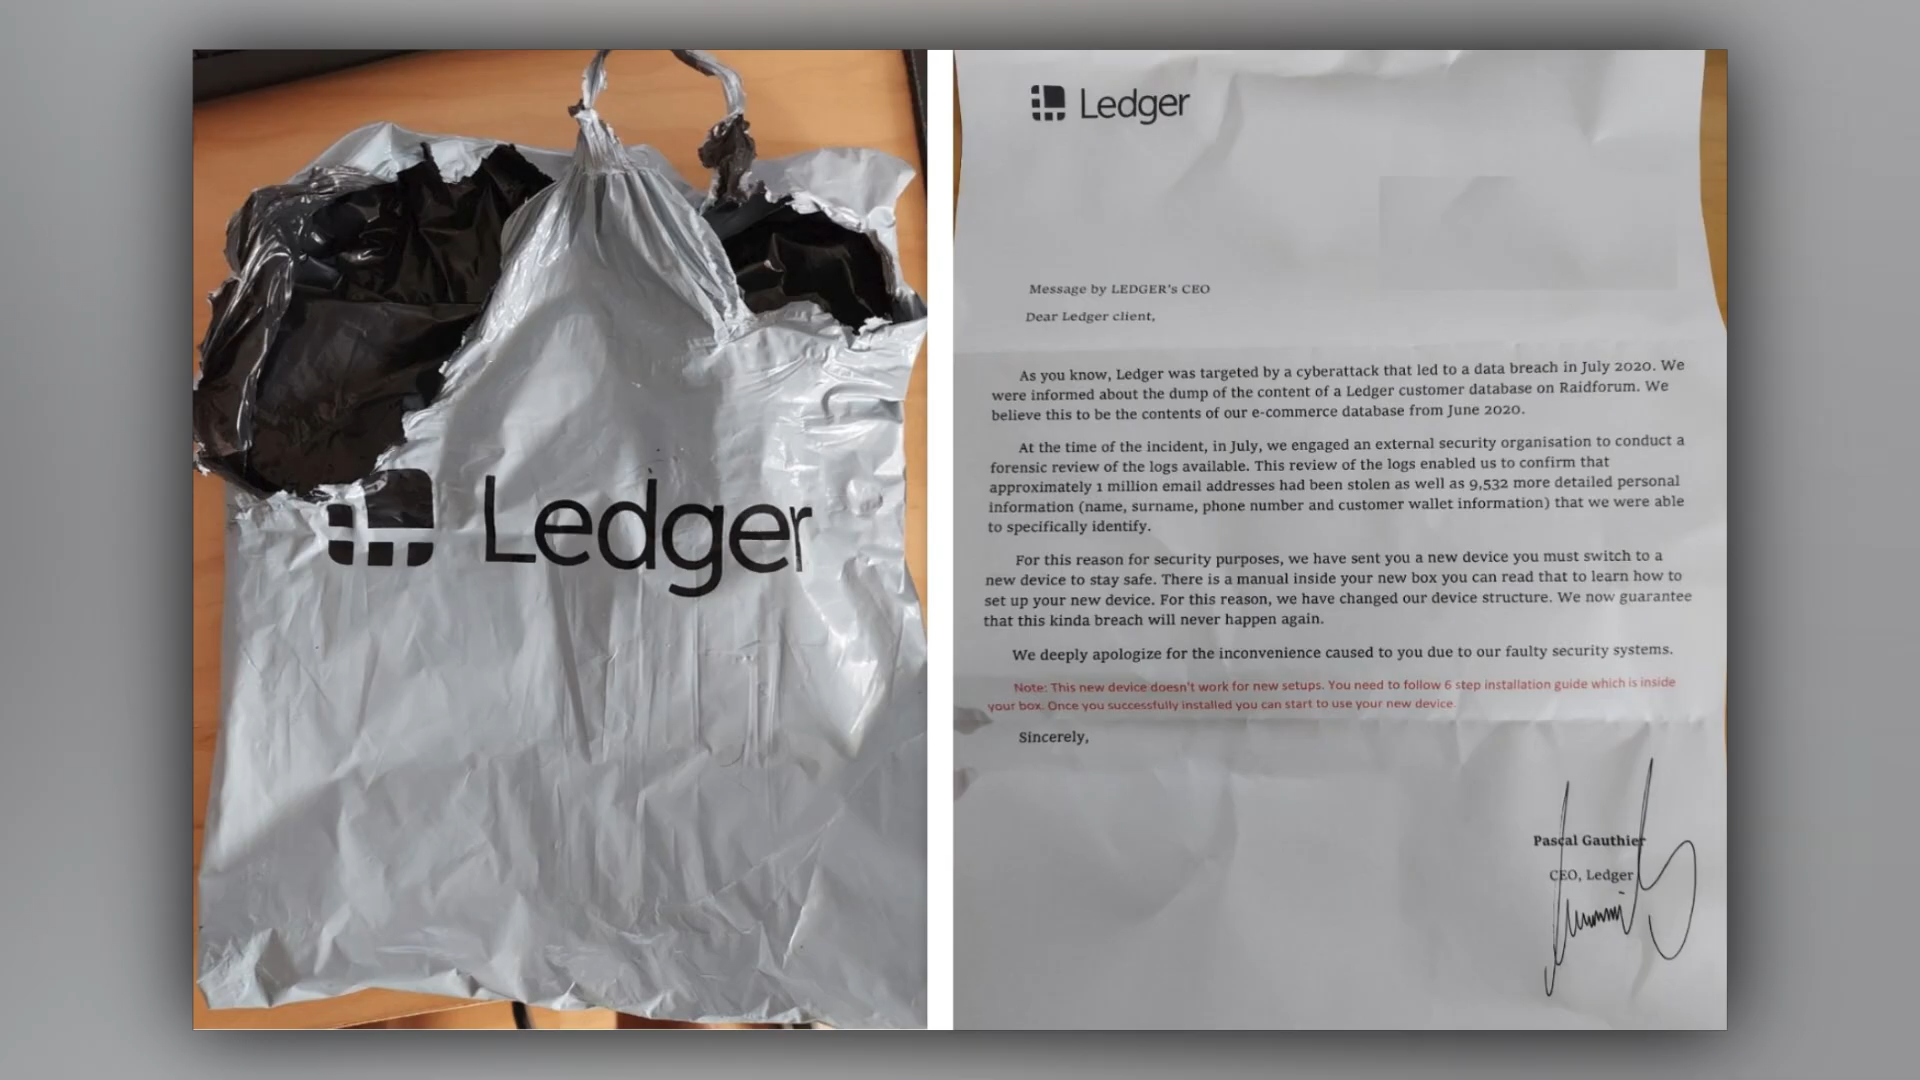 Ledger
Ledger
Message by LEDGER's CEO
Dear Ledger client,
As you know, Ledger was targeted by a cyberattack that led to a data breach in July 2020. We
were informed about the dump of the content of a Ledger customer database on Raidforum. We
believe this to be the contents of our e-commerce database from June 2020.
At the time of the incident, in July, we engaged an external security organisation to conduct a
forensic review of the logs available. This review of the logs enabled us to confirm that
approximately 1 million email addresses had been stolen as well as 9,532 more detailed personal
information (name, surname, phone number and customer wallet information) that we were able
to specifically identify.
For this reason for security purposes, we have sent you a new device you must switch to a
new device to stay safe. There is a manual inside your new box you can read that to learn how to
set up your new device. For this reason, we have changed our device structure. We now guarantee
that this kinda breach will never happen again.
We deeply apologize for the inconvenience caused to you due to our faulty security systems.
Note: This new device doesn't work for new setups. You need to follow 6 step installation guide which is inside
your box. Once you successfully installed you can start to use your new device.
Sincerely,
Pascal Gauthier
CEO, Ledger